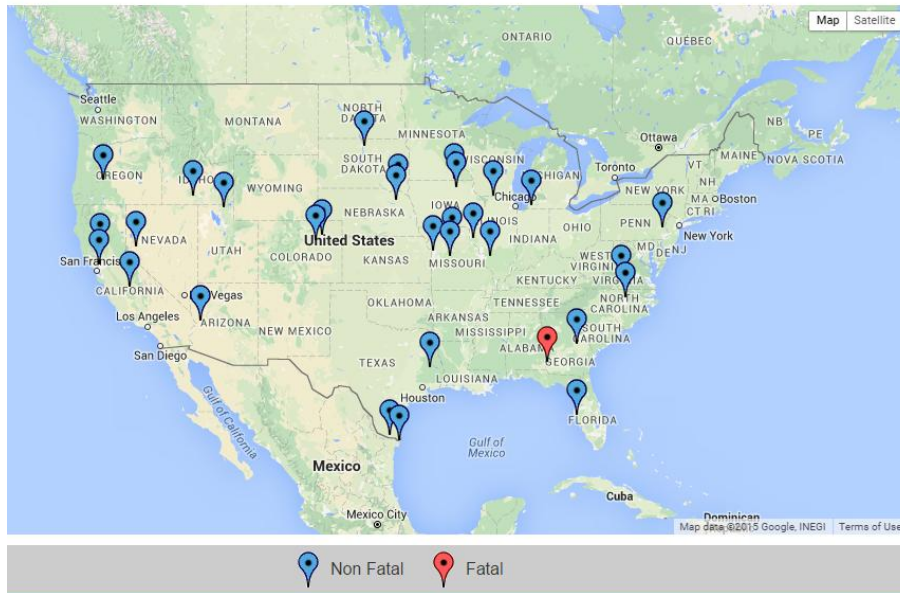 Map Satellite
ONTARIO
QUÉBEC
Seattle
WASHINGTON
MONTANA
NORTH
DAKOTA
MINNESOTA
Ottawa
NB
PE
MAINE
NOVA SCOTIA
OREGON
SOUTH
DAKOTA
WISCONSIN
Toronto
VT
NH
WYOMING
Chicago
NEW YORK
MA
Boston
CT RI
NEBRASKA
IOWA
PENN
New York
NEVADA
UTAH
United States
COLORADO
KANSAS
MISSOURI
INDIANA
OHIO
WEST
VIRGINIA
MD
DE NJ
San Francis
CALIFORNIA
KENTUCKY
VIRGINIA
Vegas
NORTH
CAROLINA
Los Angeles
ARIZONA
NEW MEXICO
OKLAHOMA
ARKANSAS
TENNESSEE
MISSISSIPPI
SOUTH
CAROLINA
San Diego
TEXAS
ALABAMA
GEORGIA
LOUISIANA
Houston
Gulf of
California
FLORIDA
Gulf of
Mexico
Mexico
Cuba
Mexico City
Dominican
Map data ©2015 Google, INEGI Terms of Use
Non Fatal Fatal